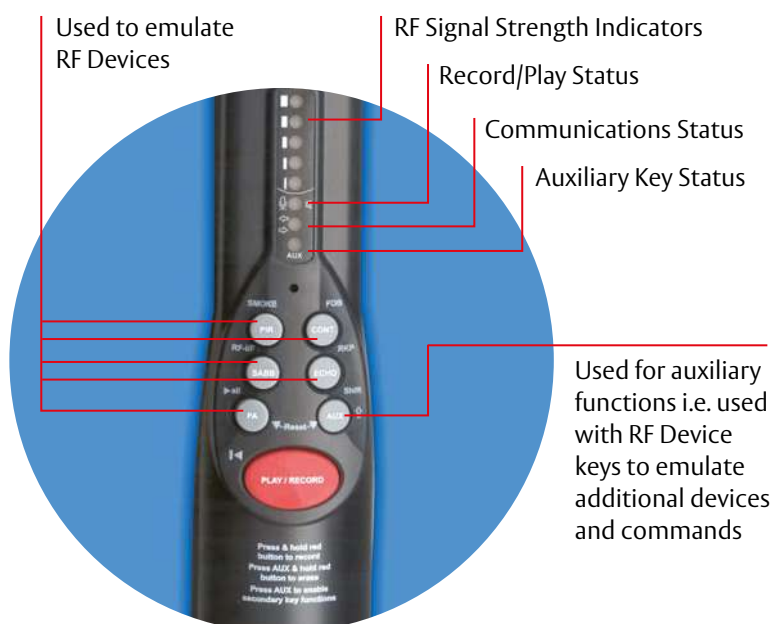 Used to emulate
RF Devices
RF Signal Strength Indicators
Record/Play Status
Communications Status
Auxiliary Key Status
AUX
SMOKE
FOB
PIR
CONT
RKP
SABB
ECHO
SNIR
PA
AUX
-Reset-
PLAY / RECORD
Press & hold red
button to record
Press AUX & hold red
button to erase
Press AUX to enable
secondary key functions
Used for auxiliary
functions i.e. used
with RF Device
keys to emulate
additional devices
and commands